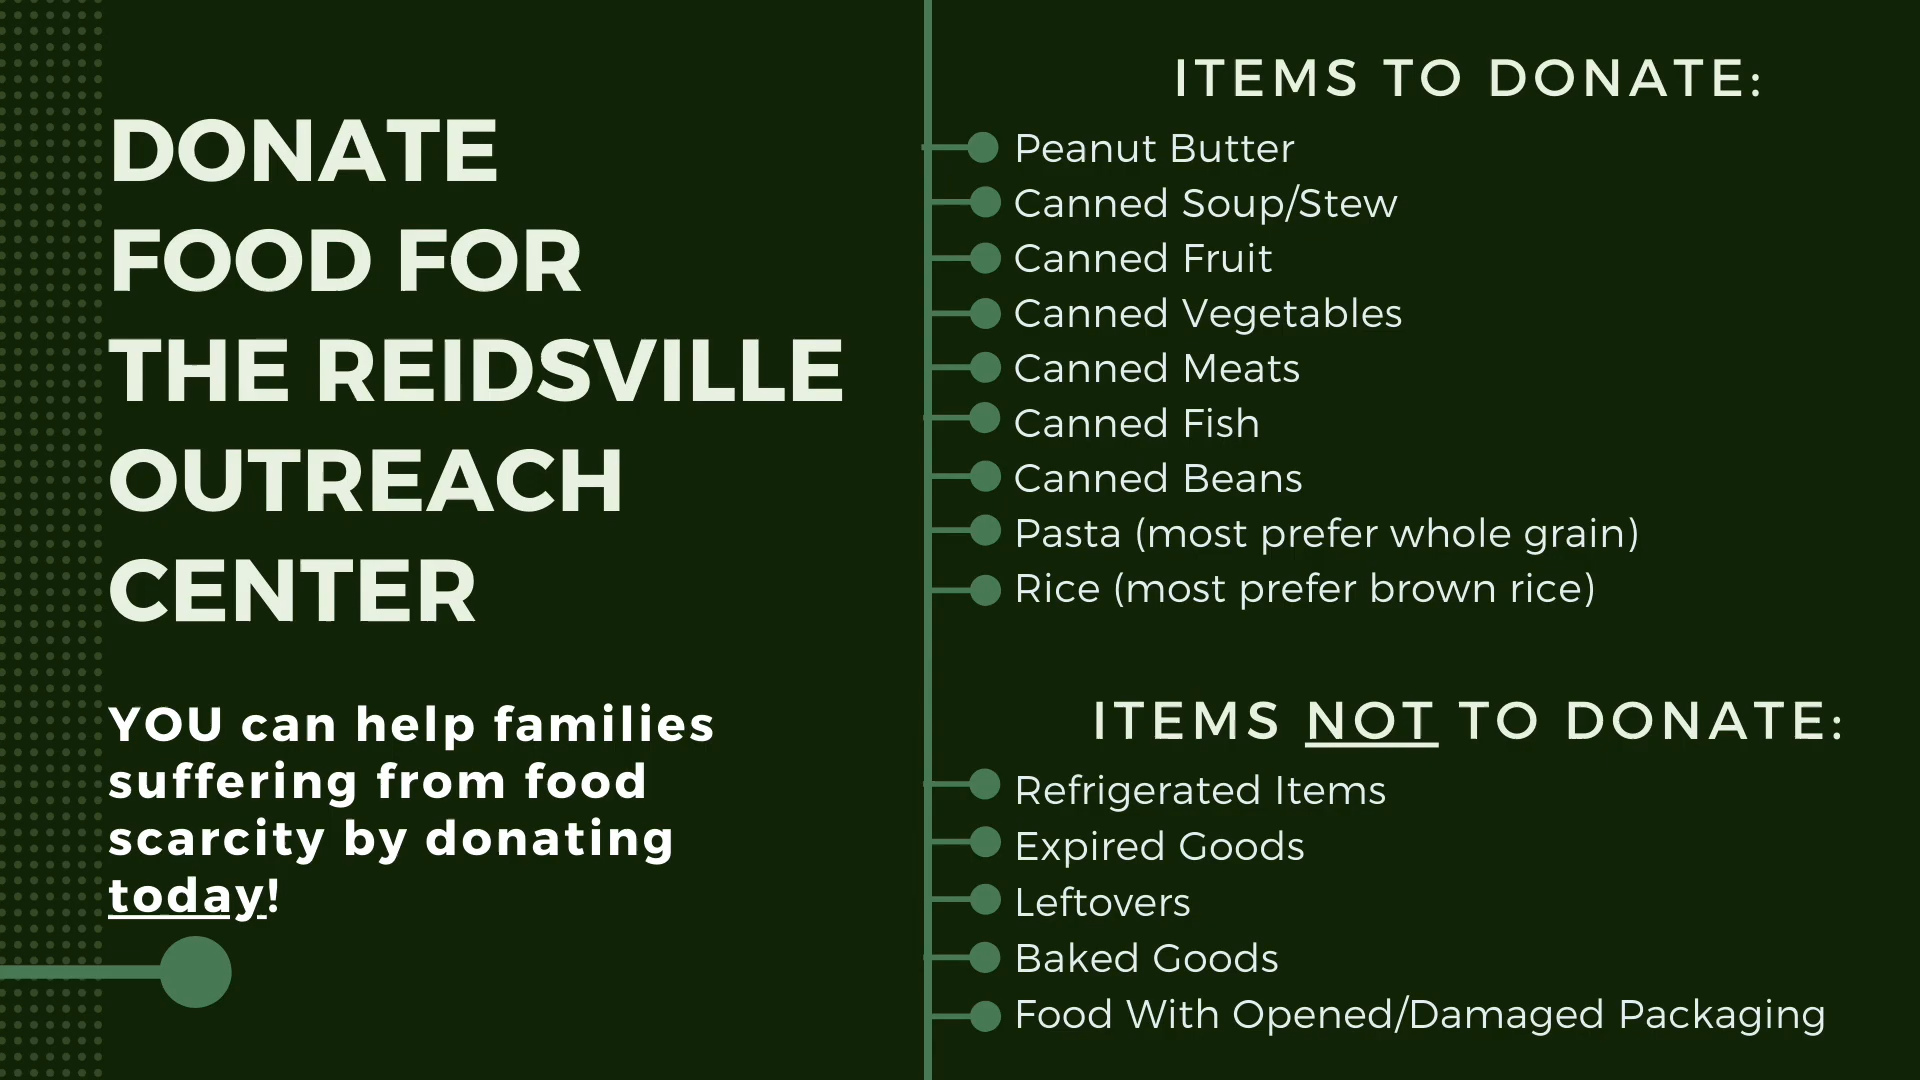 DONATE
FOOD FOR
THE REIDSVILLE
OUTREACH
CENTER
YOU can help families
suffering from food
scarcity by donating
today!
ITEMS TO DONATE:
Peanut Butter
Canned Soup/Stew
Canned Fruit
Canned Vegetables
Canned Meats
Canned Fish
Canned Beans
Pasta (most prefer whole grain)
Rice (most prefer brown rice)
ITEMS NOT TO DONATE:
Refrigerated Items
Expired Goods
Leftovers
Baked Goods
Food With Opened/Damaged Packaging